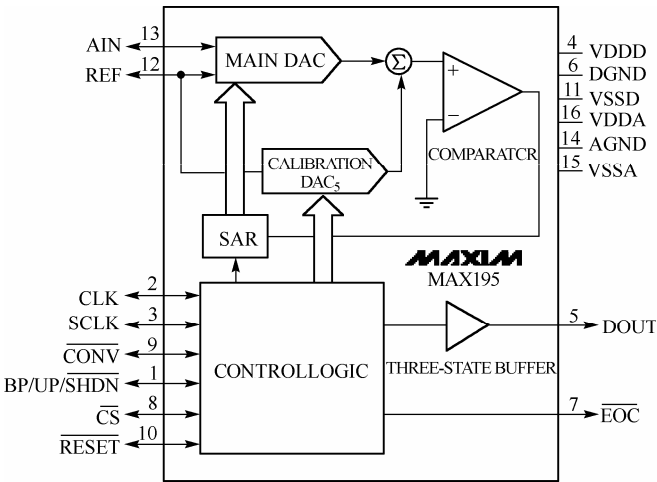 13
AIN
12
REF
MAIN DAC
Σ
+
−
COMPARATCR
CALIBRATION
DAC5
SAR
4 VDDD
6 DGND
11 VSSD
16 VDDA
14 AGND
15 VSSA
MAXIM
MAX195
CLK 2
SCLK 3
CONV 9
BP/UP/SHDN 1
CS 8
RESET 10
CONTROLLOGIC
THREE-STATE BUFFER
5 DOUT
7 EOC